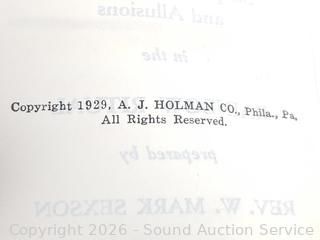 and Allusions
in the
Copyright 1929, A. J. HOLMAN CO., Phila., Pa.
All Rights Reserved.
prepared by
REV. W. MARK SEXSON
Copyright @ 2026 - Sound Auction Service